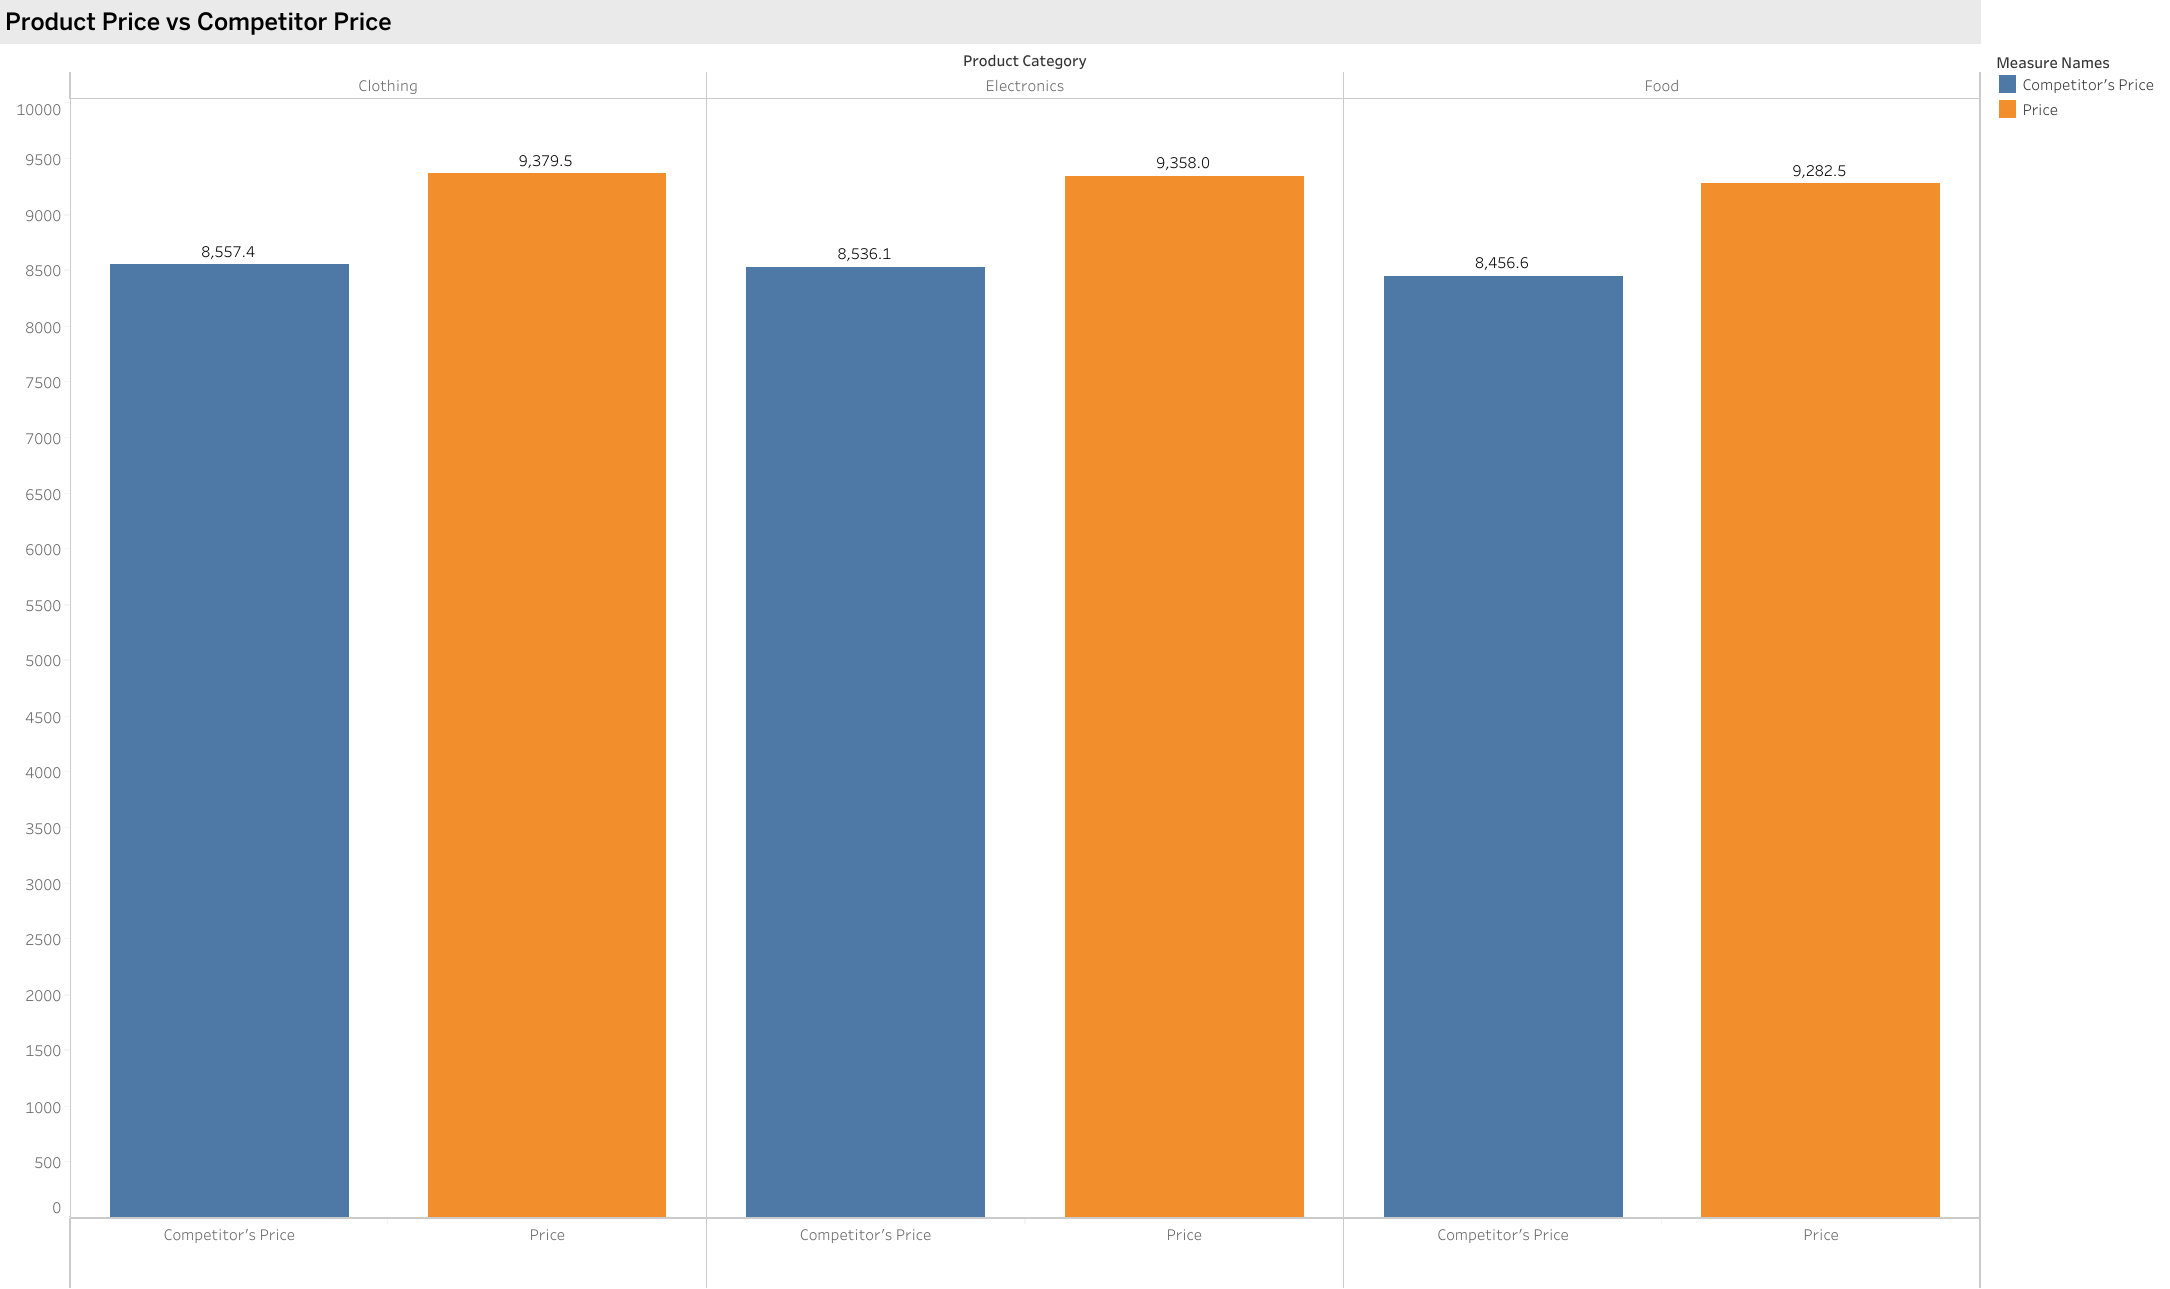 Product Price vs Competitor Price
Product Category
Clothing Electronics Food
Measure Names
Competitor's Price
Price
10000
9500
9000
8500
8000
7500
7000
6500
6000
5500
5000
4500
4000
3500
3000
2500
2000
1500
1000
500
0
8,557.4 9,379.5 8,536.1 9,358.0 8,456.6 9,282.5
Competitor's Price Price Competitor's Price Price Competitor's Price Price